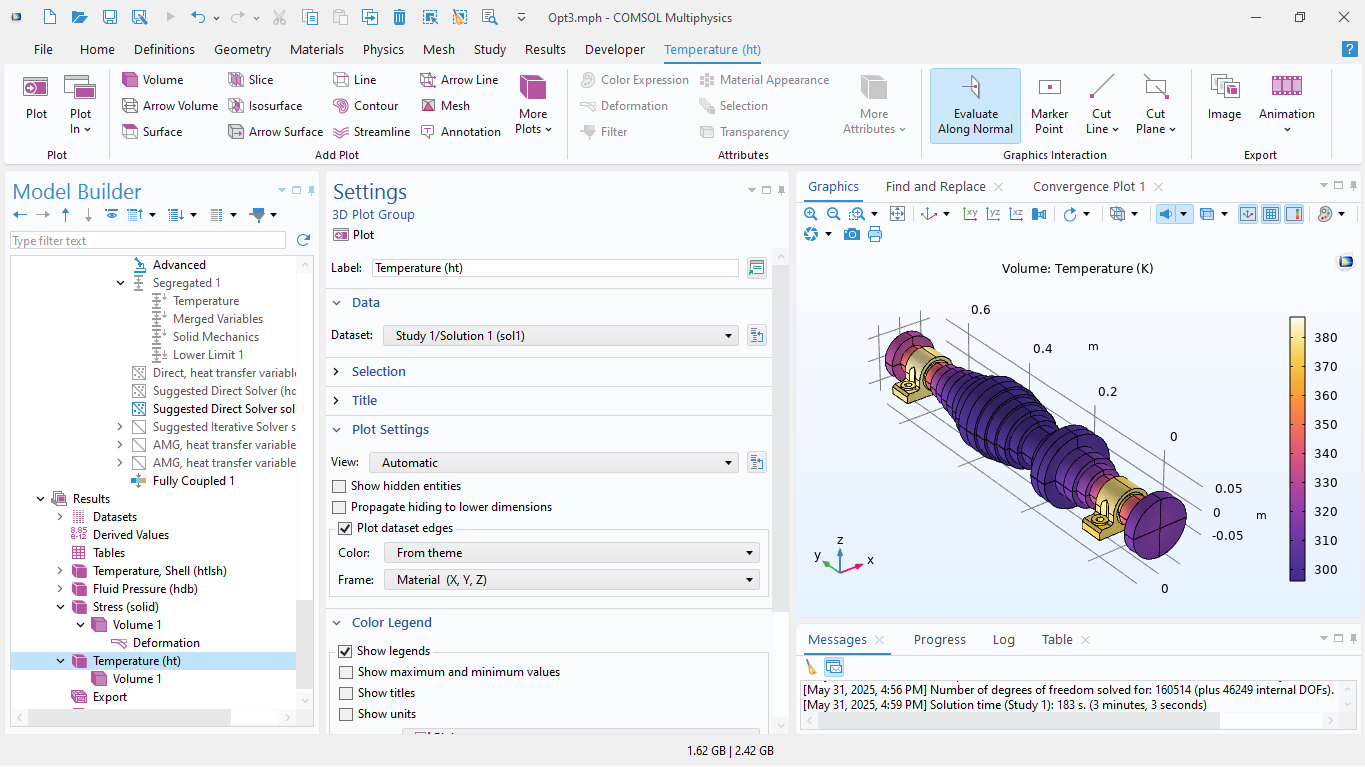 Opt3.mph - COMSOL Multiphysics
File Home Definitions Geometry Materials Physics Mesh Study Results Developer Temperature (ht) ?
Plot
Plot In
Plot
Volume Slice Line Arrow Line
Arrow Volume Isosurface Contour Mesh
Surface Arrow Surface Streamline Annotation
More Plots
Add Plot
Color Expression Material Appearance
Deformation Selection
Filter Transparency
More Attributes
Attributes
Evaluate Along Normal
Marker Point
Cut Line
Cut Plane
Graphics Interaction
Image
Animation
Export
Model Builder
Type filter text
Advanced
Segregated 1
Temperature
Merged Variables
Solid Mechanics
Lower Limit 1
Direct, heat transfer variabl
Suggested Direct Solver (hd
Suggested Direct Solver sol
Suggested Iterative Solver s
AMG, heat transfer variable
AMG, heat transfer variable
Fully Coupled 1
Results
Datasets
8.85
8-12
Derived Values
Tables
Temperature, Shell (htlsh)
Fluid Pressure (hdb)
Stress (solid)
Volume 1
Deformation
Temperature (ht)
Volume 1
Export
Settings
3D Plot Group
Plot
Label: Temperature (ht)
Data
Dataset: Study 1/Solution 1 (sol1)
Selection
Title
Plot Settings
View: Automatic
Show hidden entities
Propagate hiding to lower dimensions
Plot dataset edges
Color: From theme
Frame: Material (X, Y, Z)
Color Legend
Show legends
Show maximum and minimum values
Show titles
Show units
Graphics Find and Replace Convergence Plot 1
xy yz xz
Volume: Temperature (K)
0.6
0.4
m
0.2
0
0.05
0
m
-0.05
0
z
y
x
380
370
360
350
340
330
320
310
300
Messages Progress Log Table
[May 31, 2025, 4:56 PM] Number of degrees of freedom solved for: 160514 (plus 46249 internal DOFs).
[May 31, 2025, 4:59 PM] Solution time (Study 1): 183 s. (3 minutes, 3 seconds)
1.62 GB | 2.42 GB